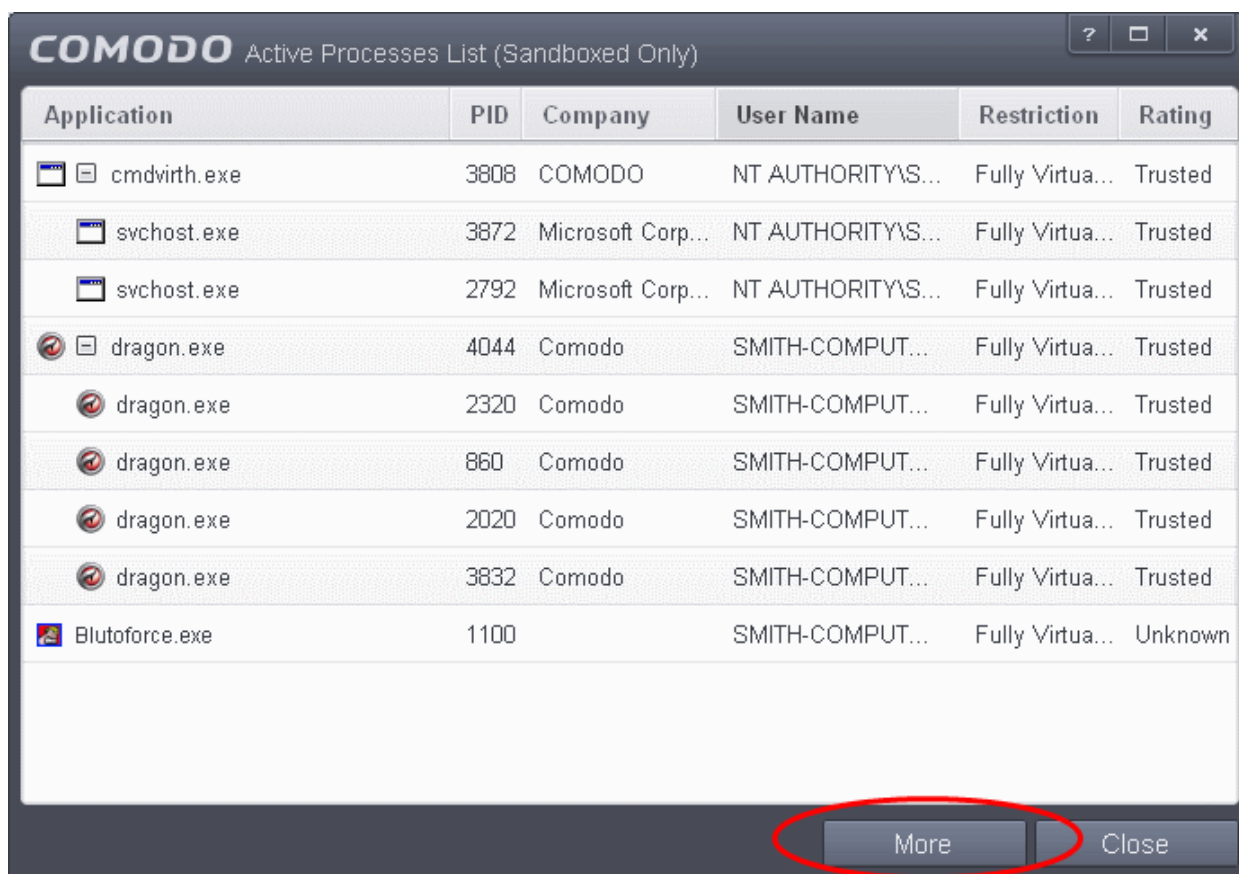 COMODO Active Processes List (Sandboxed Only) ?
Application PID Company User Name Restriction Rating
cmdvirth.exe 3808 COMODO NT AUTHORITY\S... Fully Virtua... Trusted
svchost.exe 3872 Microsoft Corp... NT AUTHORITY\S... Fully Virtua... Trusted
svchost.exe 2792 Microsoft Corp... NT AUTHORITY\S... Fully Virtua... Trusted
dragon.exe 4044 Comodo SMITH-COMPUT... Fully Virtua... Trusted
dragon.exe 2320 Comodo SMITH-COMPUT... Fully Virtua... Trusted
dragon.exe 860 Comodo SMITH-COMPUT... Fully Virtua... Trusted
dragon.exe 2020 Comodo SMITH-COMPUT... Fully Virtua... Trusted
dragon.exe 3832 Comodo SMITH-COMPUT... Fully Virtua... Trusted
Blutoforce.exe 1100 SMITH-COMPUT... Fully Virtua... Unknown
More Close